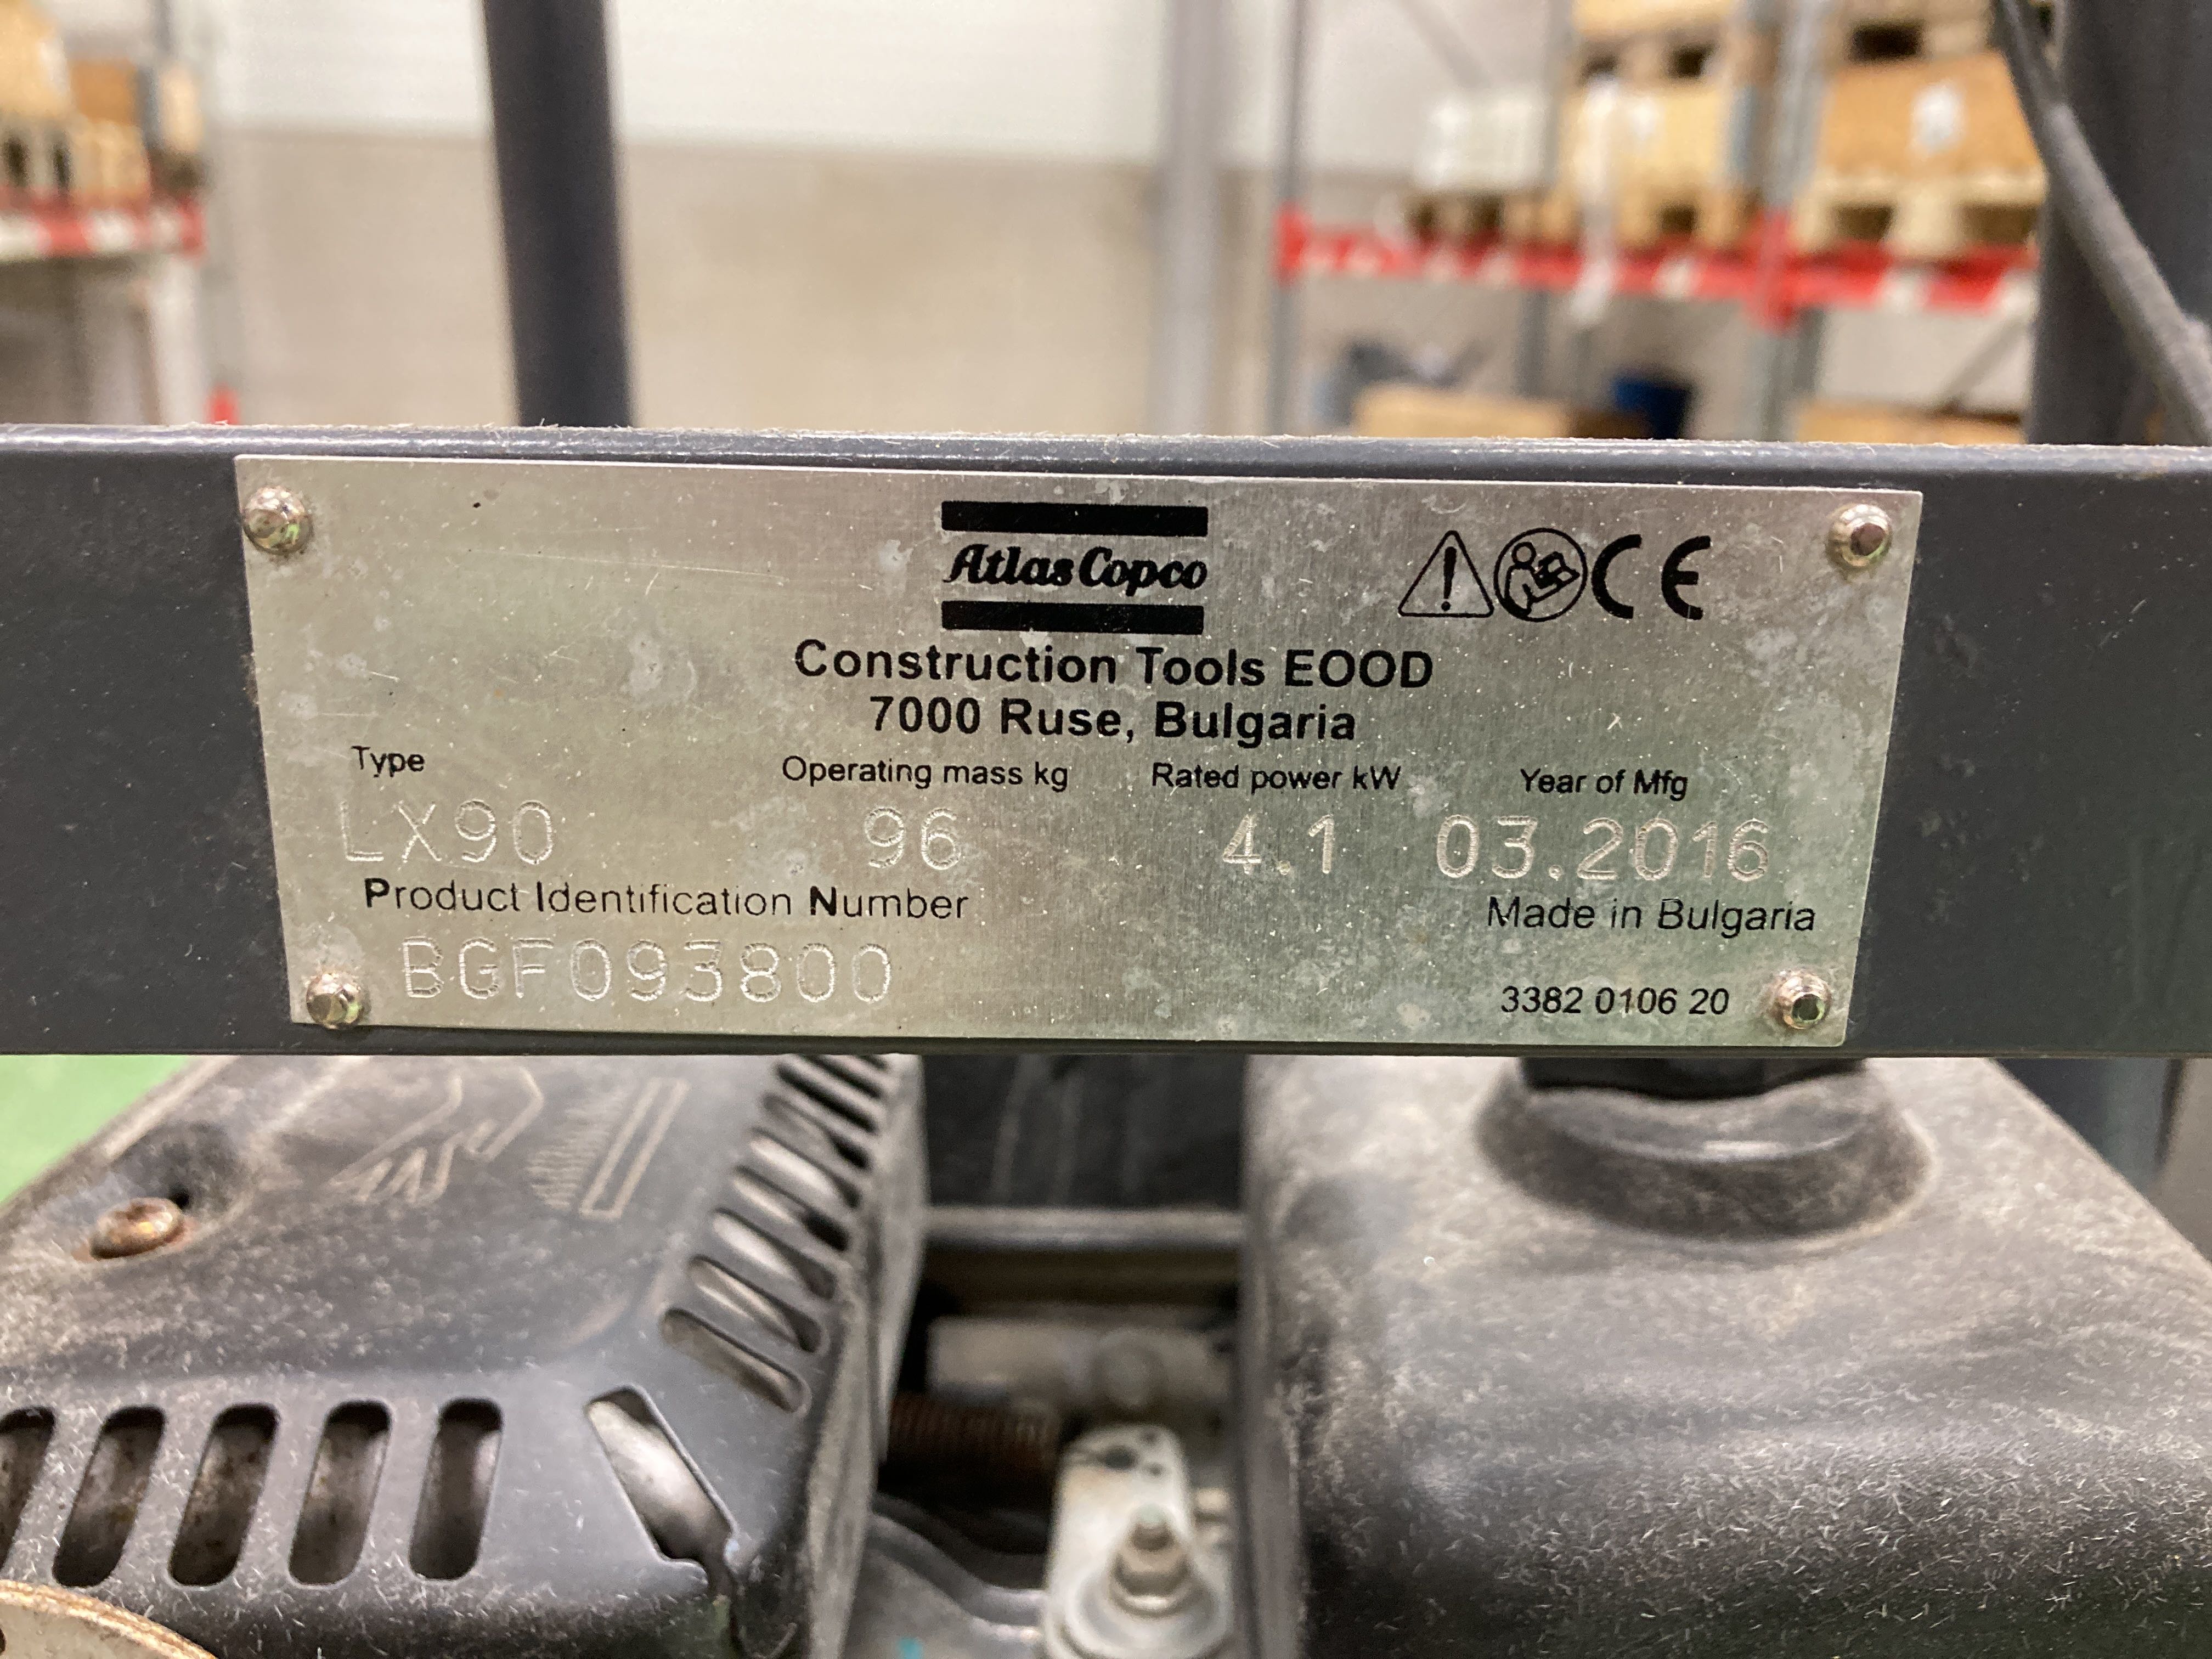 Atlas Copco
CE
Construction Tools EOOD
7000 Ruse, Bulgaria
Type Operating mass kg Rated power kW Year of Mfg
LX90 96 4.1 03.2016
Product Identification Number Made in Bulgaria
BGF093800
3382 0106 20